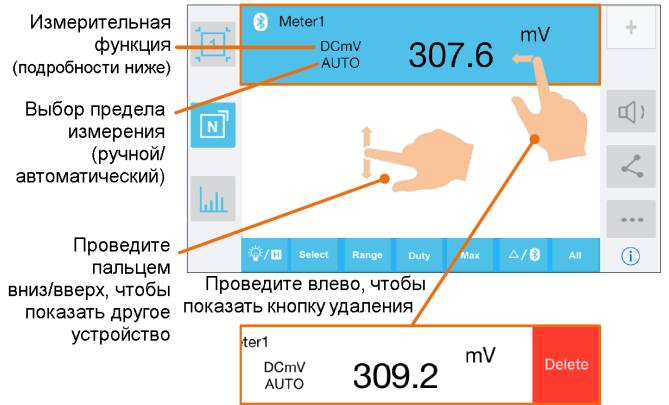 Измерительная
функция
(подробности ниже)
Выбор предела
измерения
(ручной/
автоматический)
Проведите
пальцем
вниз/вверх, чтобы
показать другое
устройство
1
N
Meter1
DCmV
AUTO
307.6
mV
+
/H
Select
Range
Duty
Max
△/
All
i
Проведите влево, чтобы
показать кнопку удаления
ter1
DCmV
AUTO
309.2
mV
Delete